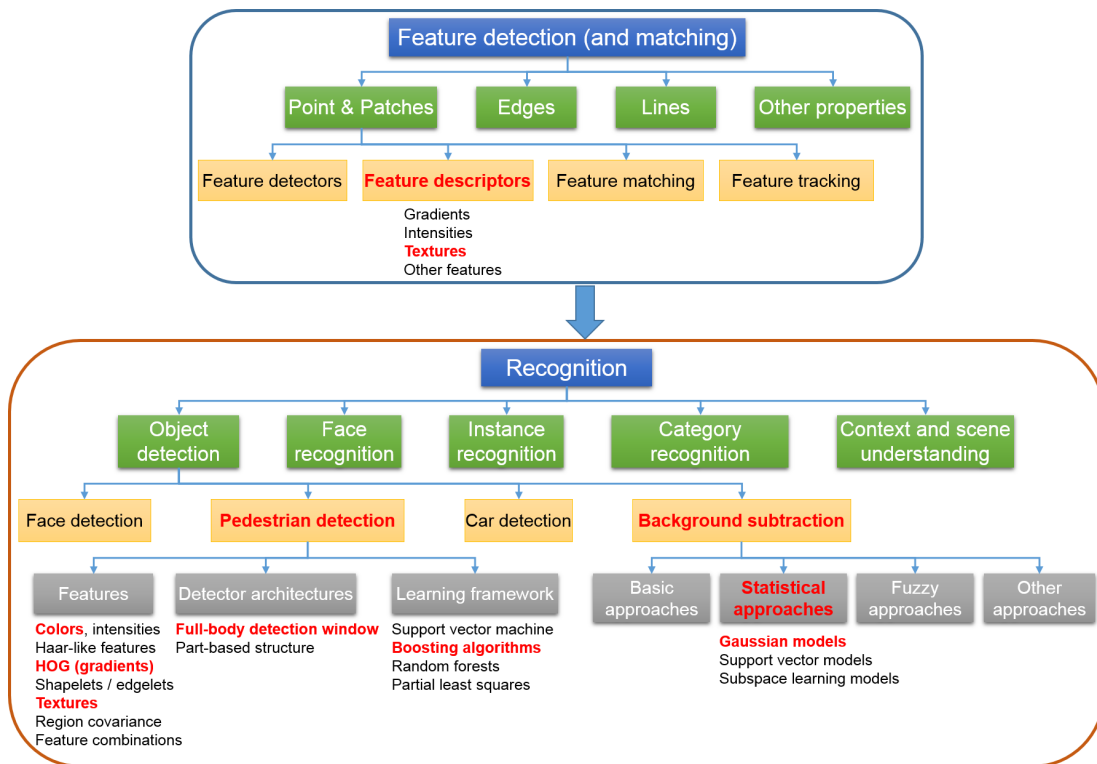 Feature detection (and matching)
Point & Patches
Edges
Lines
Other properties
Feature detectors
Feature descriptors
Feature matching
Feature tracking
Gradients
Intensities
Textures
Other features
Recognition
Object
detection
Face
recognition
Instance
recognition
Category
recognition
Context and scene
understanding
Face detection
Pedestrian detection
Car detection
Background subtraction
Features
Detector architectures
Learning framework
Basic
approaches
Statistical
approaches
Fuzzy
approaches
Other
approaches
Colors, intensities
Haar-like features
HOG (gradients)
Shapelets / edgelets
Textures
Region covariance
Feature combinations
Full-body detection window
Part-based structure
Support vector machine
Boosting algorithms
Random forests
Partial least squares
Gaussian models
Support vector models
Subspace learning models